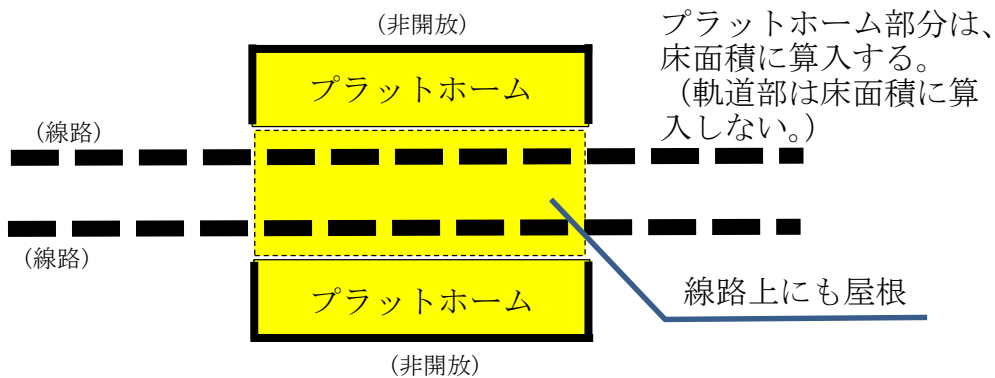 (非開放)
プラットホーム部分は、
床面積に算入する。
(軌道部は床面積に算
入しない。)
プラットホーム
(線路)
(線路)
線路上にも屋根
プラットホーム
(非開放)